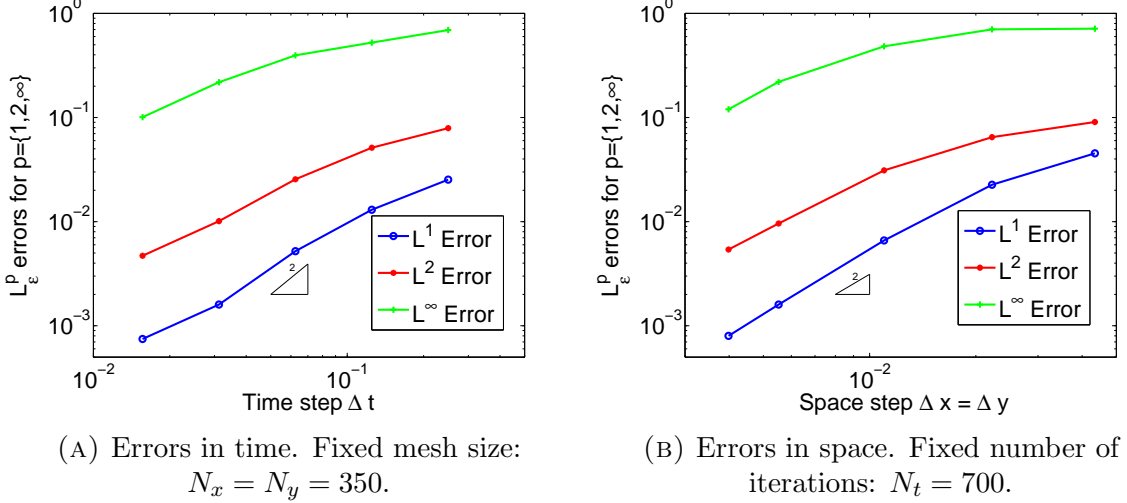 10^0
10^-1
10^-2
10^-3
10^-2
10^-1
L^p_ε errors for p={1,2,∞}
Time step Δ t
2
L^1 Error
L^2 Error
L^∞ Error
(A) Errors in time. Fixed mesh size:
N_x = N_y = 350.
10^0
10^-1
10^-2
10^-3
10^-2
L^p_ε errors for p={1,2,∞}
Space step Δ x = Δ y
2
L^1 Error
L^2 Error
L^∞ Error
(B) Errors in space. Fixed number of
iterations: N_t = 700.